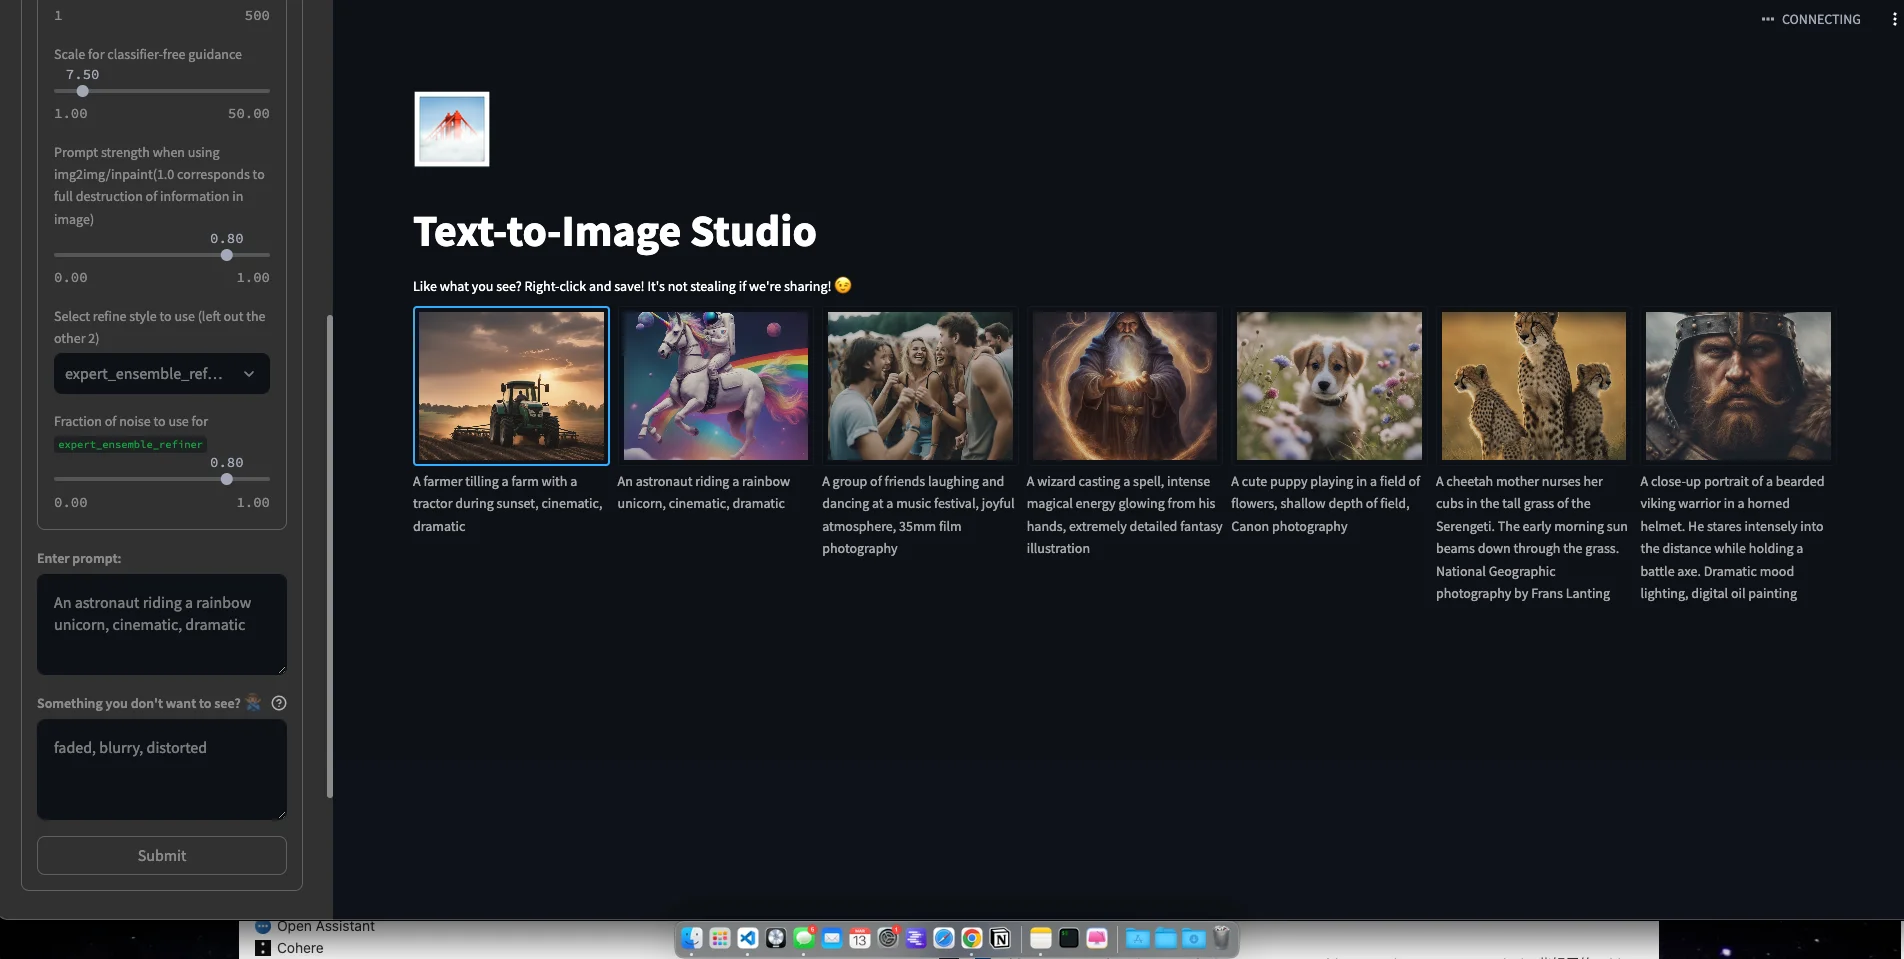 1 500
Scale for classifier-free guidance
7.50
1.00 50.00
Prompt strength when using
img2img/inpaint(1.0 corresponds to
full destruction of information in
image)
0.80
0.00 1.00
Select refine style to use (left out the
other 2)
expert_ensemble_ref...
Fraction of noise to use for
expert_ensemble_refiner
0.80
0.00 1.00
Enter prompt:
An astronaut riding a rainbow
unicorn, cinematic, dramatic
Something you don't want to see?
faded, blurry, distorted
Submit
CONNECTING
Text-to-Image Studio
Like what you see? Right-click and save! It's not stealing if we're sharing! 😉
A farmer tilling a farm with a
tractor during sunset, cinematic,
dramatic
An astronaut riding a rainbow
unicorn, cinematic, dramatic
A group of friends laughing and
dancing at a music festival, joyful
atmosphere, 35mm film
photography
A wizard casting a spell, intense
magical energy glowing from his
hands, extremely detailed fantasy
illustration
A cute puppy playing in a field of
flowers, shallow depth of field,
Canon photography
A cheetah mother nurses her
cubs in the tall grass of the
Serengeti. The early morning sun
beams down through the grass.
National Geographic
photography by Frans Lanting
A close-up portrait of a bearded
viking warrior in a horned
helmet. He stares intensely into
the distance while holding a
battle axe. Dramatic mood
lighting, digital oil painting
Open Assistant
Cohere
13